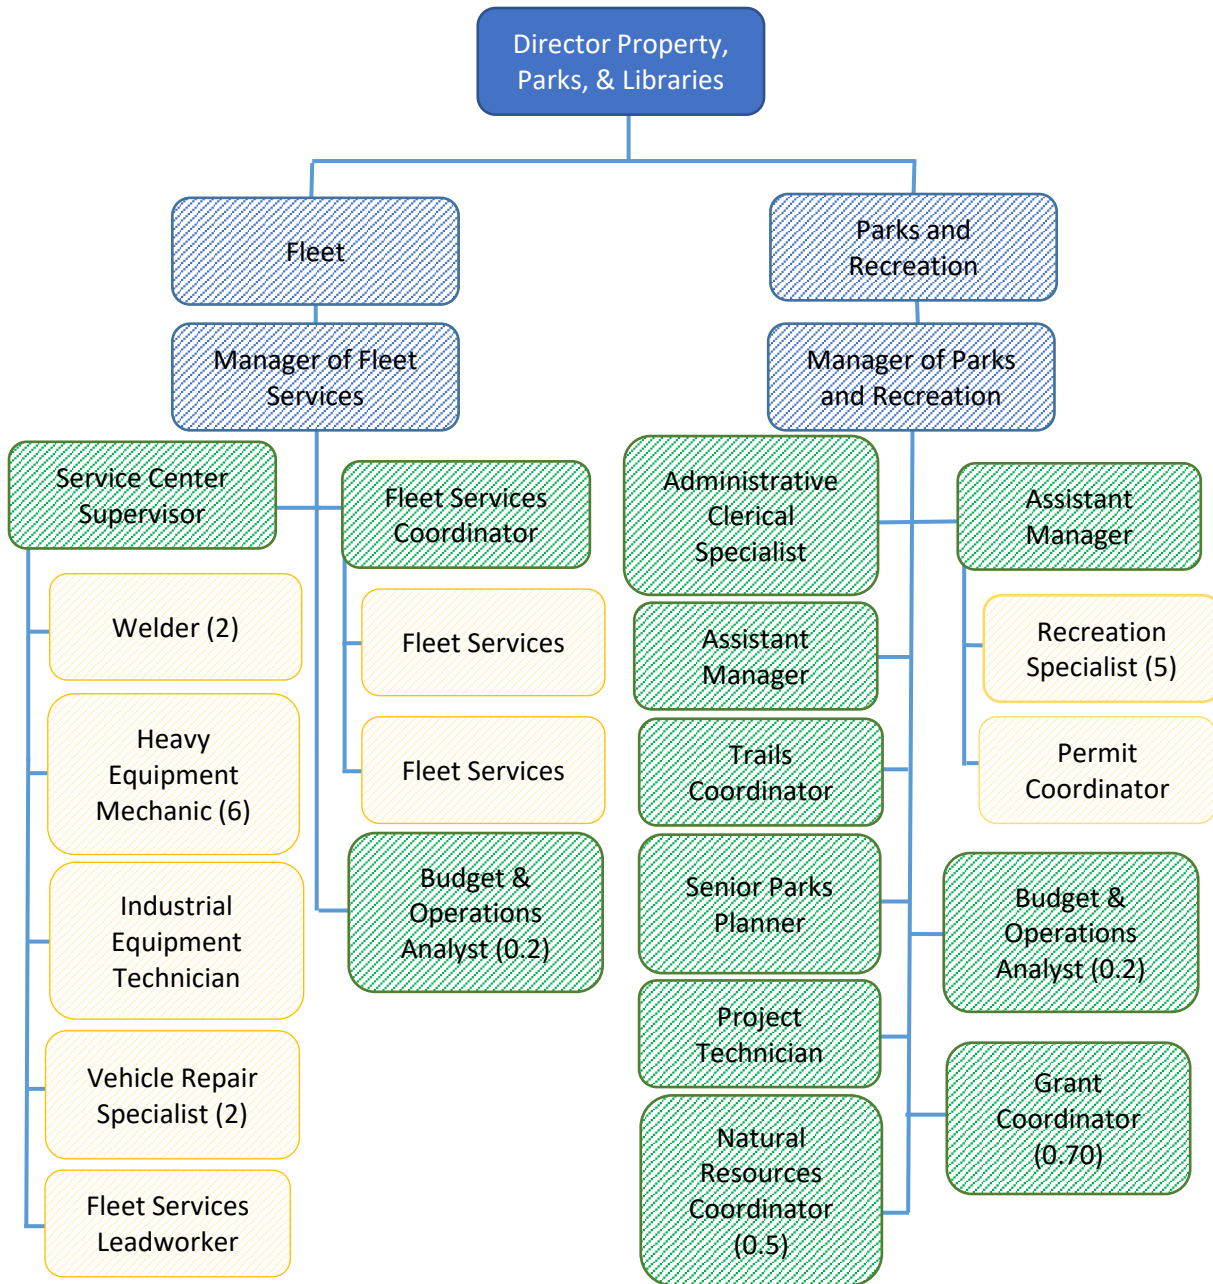 Director Property,
Parks, & Libraries
Fleet
Parks and
Recreation
Manager of Fleet
Services
Manager of Parks
and Recreation
Service Center
Supervisor
Fleet Services
Coordinator
Welder (2)
Heavy
Equipment
Mechanic (6)
Industrial
Equipment
Technician
Vehicle Repair
Specialist (2)
Fleet Services
Leadworker
Fleet Services
Fleet Services
Budget &
Operations
Analyst (0.2)
Administrative
Clerical
Specialist
Assistant
Manager
Trails
Coordinator
Senior Parks
Planner
Project
Technician
Natural
Resources
Coordinator
(0.5)
Assistant
Manager
Recreation
Specialist (5)
Permit
Coordinator
Budget &
Operations
Analyst (0.2)
Grant
Coordinator
(0.70)